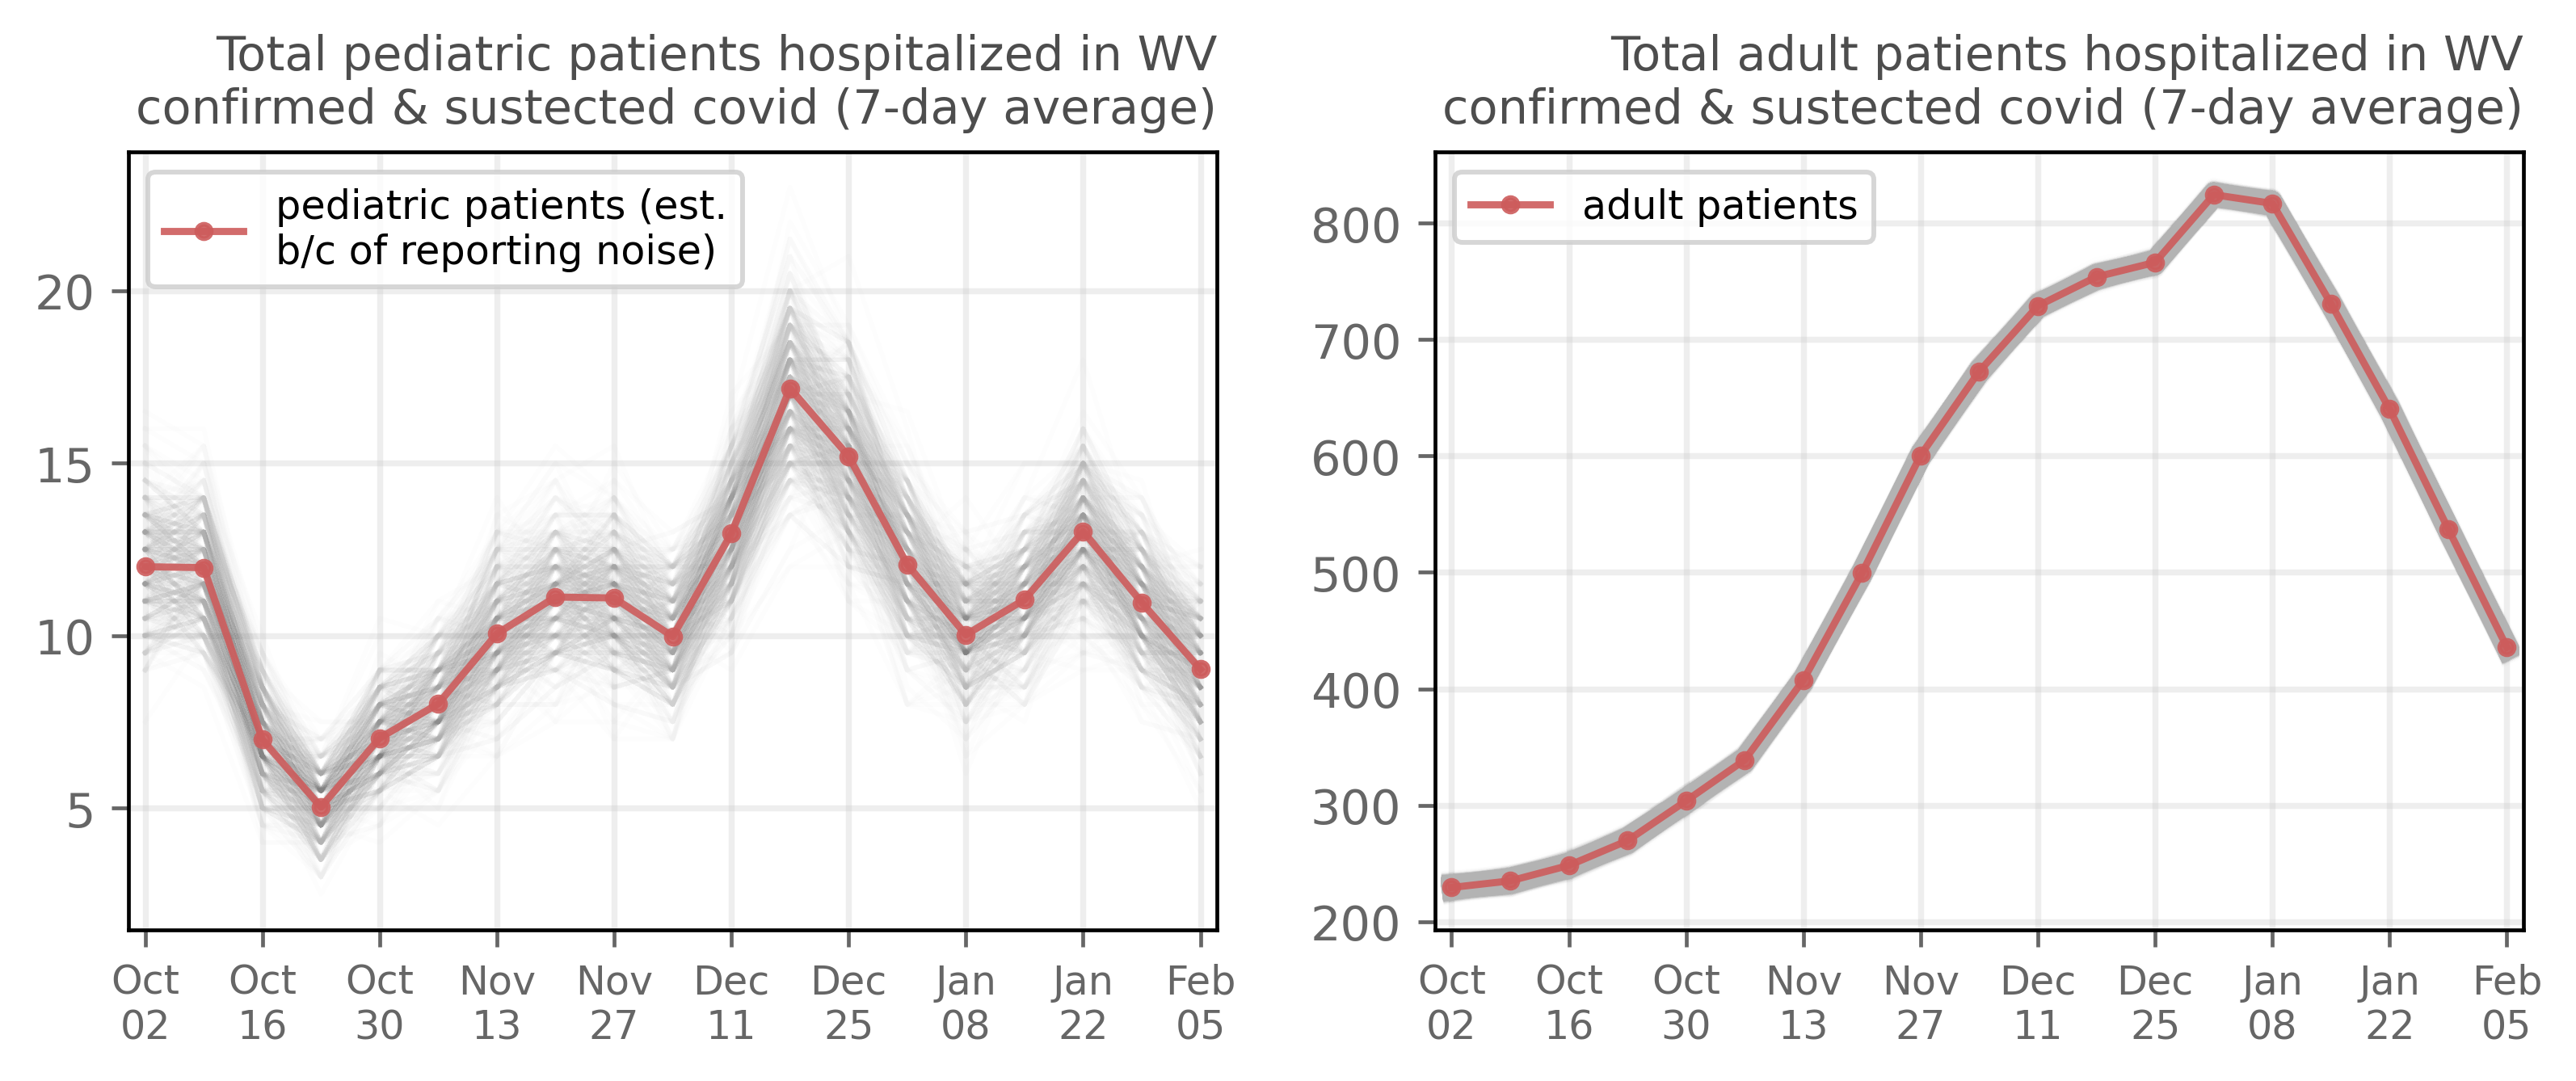 Total pediatric patients hospitalized in WV
confirmed & sustected covid (7-day average)
pediatric patients (est.
b/c of reporting noise)
20
15
10
5
Oct Oct Oct Nov Nov Dec Dec Jan Jan Feb
02 16 30 13 27 11 25 08 22 05
Total adult patients hospitalized in WV
confirmed & sustected covid (7-day average)
adult patients
800
700
600
500
400
300
200
Oct Oct Oct Nov Nov Dec Dec Jan Jan Feb
02 16 30 13 27 11 25 08 22 05